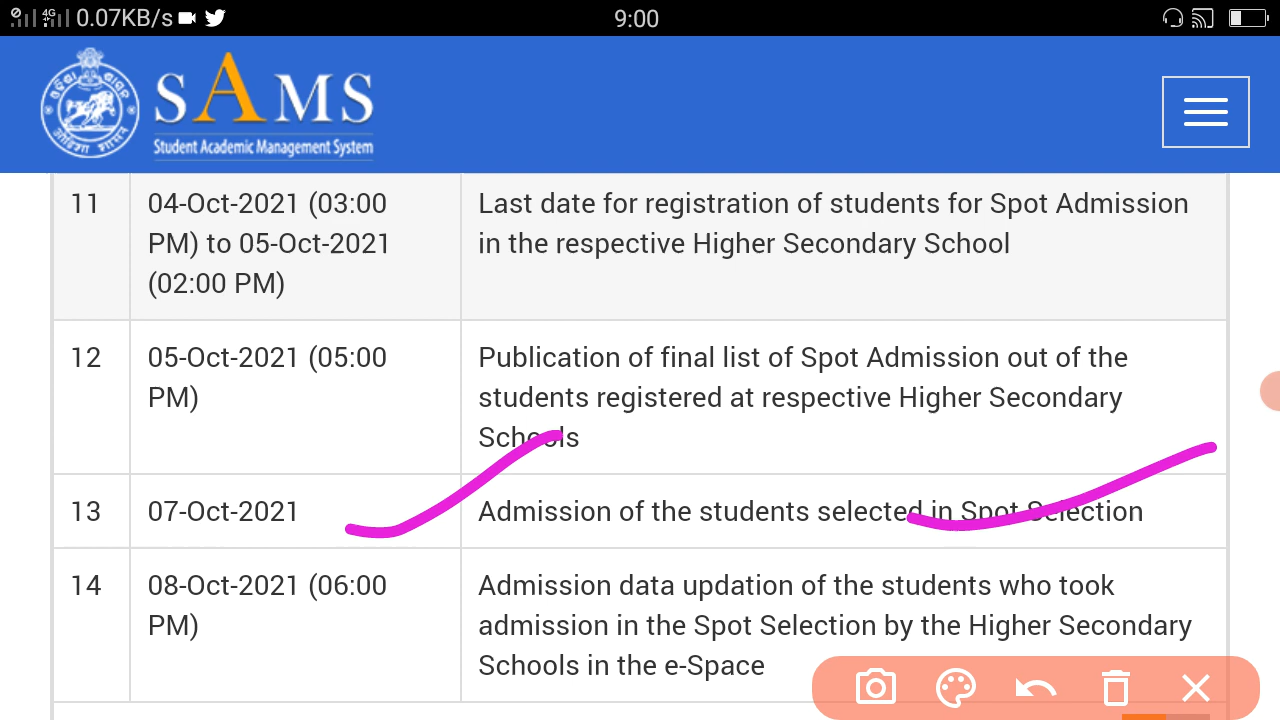 4G 0.07KB/s 9:00
SAMS
Student Academic Management System
11 04-Oct-2021 (03:00 PM) to 05-Oct-2021 (02:00 PM) Last date for registration of students for Spot Admission
in the respective Higher Secondary School
12 05-Oct-2021 (05:00 PM) Publication of final list of Spot Admission out of the
students registered at respective Higher Secondary
Schools
13 07-Oct-2021 Admission of the students selected in Spot Selection
14 08-Oct-2021 (06:00 PM) Admission data updation of the students who took
admission in the Spot Selection by the Higher Secondary
Schools in the e-Space